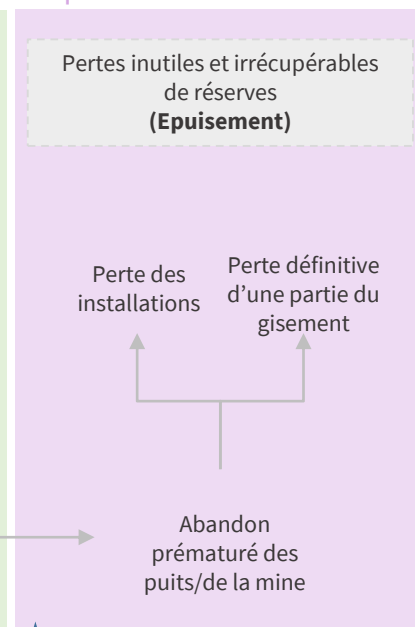 Pertes inutiles et irrécupérables
de réserves
(Epuisement)
Perte des
installations
Perte définitive
d’une partie du
gisement
Abandon
prématuré des
puits/de la mine